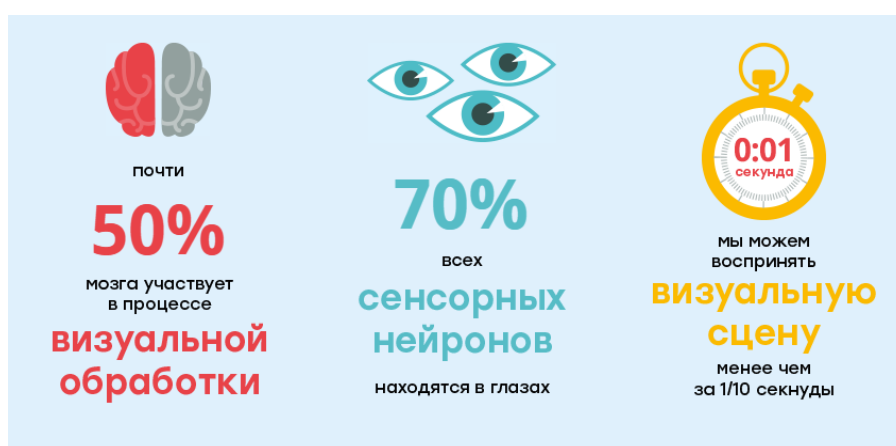 почти
50%
мозга участвует
в процессе
визуальной
обработки
70%
всех
сенсорных
нейронов
находятся в глазах
0:01
секунда
мы можем
воспринять
визуальную
сцену
менее чем
за 1/10 секнуды